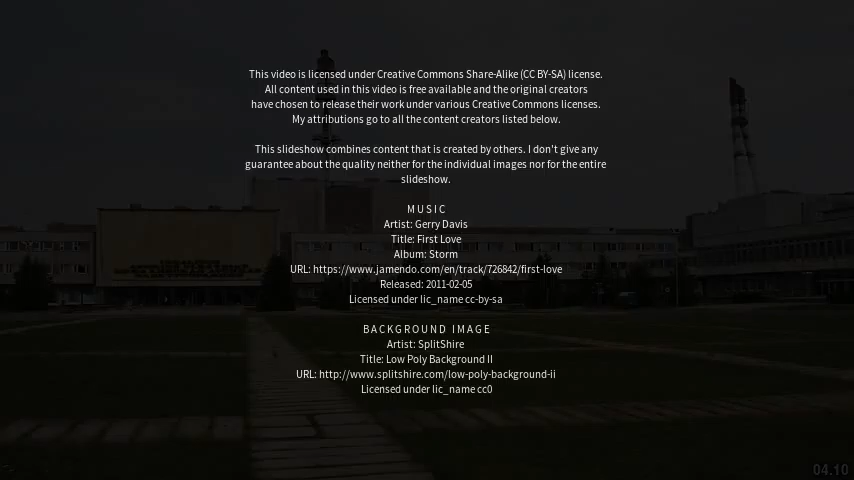 This video is licensed under Creative Commons Share-Alike (CC BY-SA) license.
All content used in this video is free available and the original creators
have chosen to release their work under various Creative Commons licenses.
My attributions go to all the content creators listed below.
This slideshow combines content that is created by others. I don't give any
guarantee about the quality neither for the individual images nor for the entire
slideshow.
MUSIC
Artist: Gerry Davis
Title: First Love
Album: Storm
URL: https://www.jamendo.com/en/track/726842/first-love
Released: 2011-02-05
Licensed under lic_name cc-by-sa
BACKGROUND IMAGE
Artist: SplitShire
Title: Low Poly Background II
URL: http://www.splitshire.com/low-poly-background-ii
Licensed under lic_name cc0
04.10